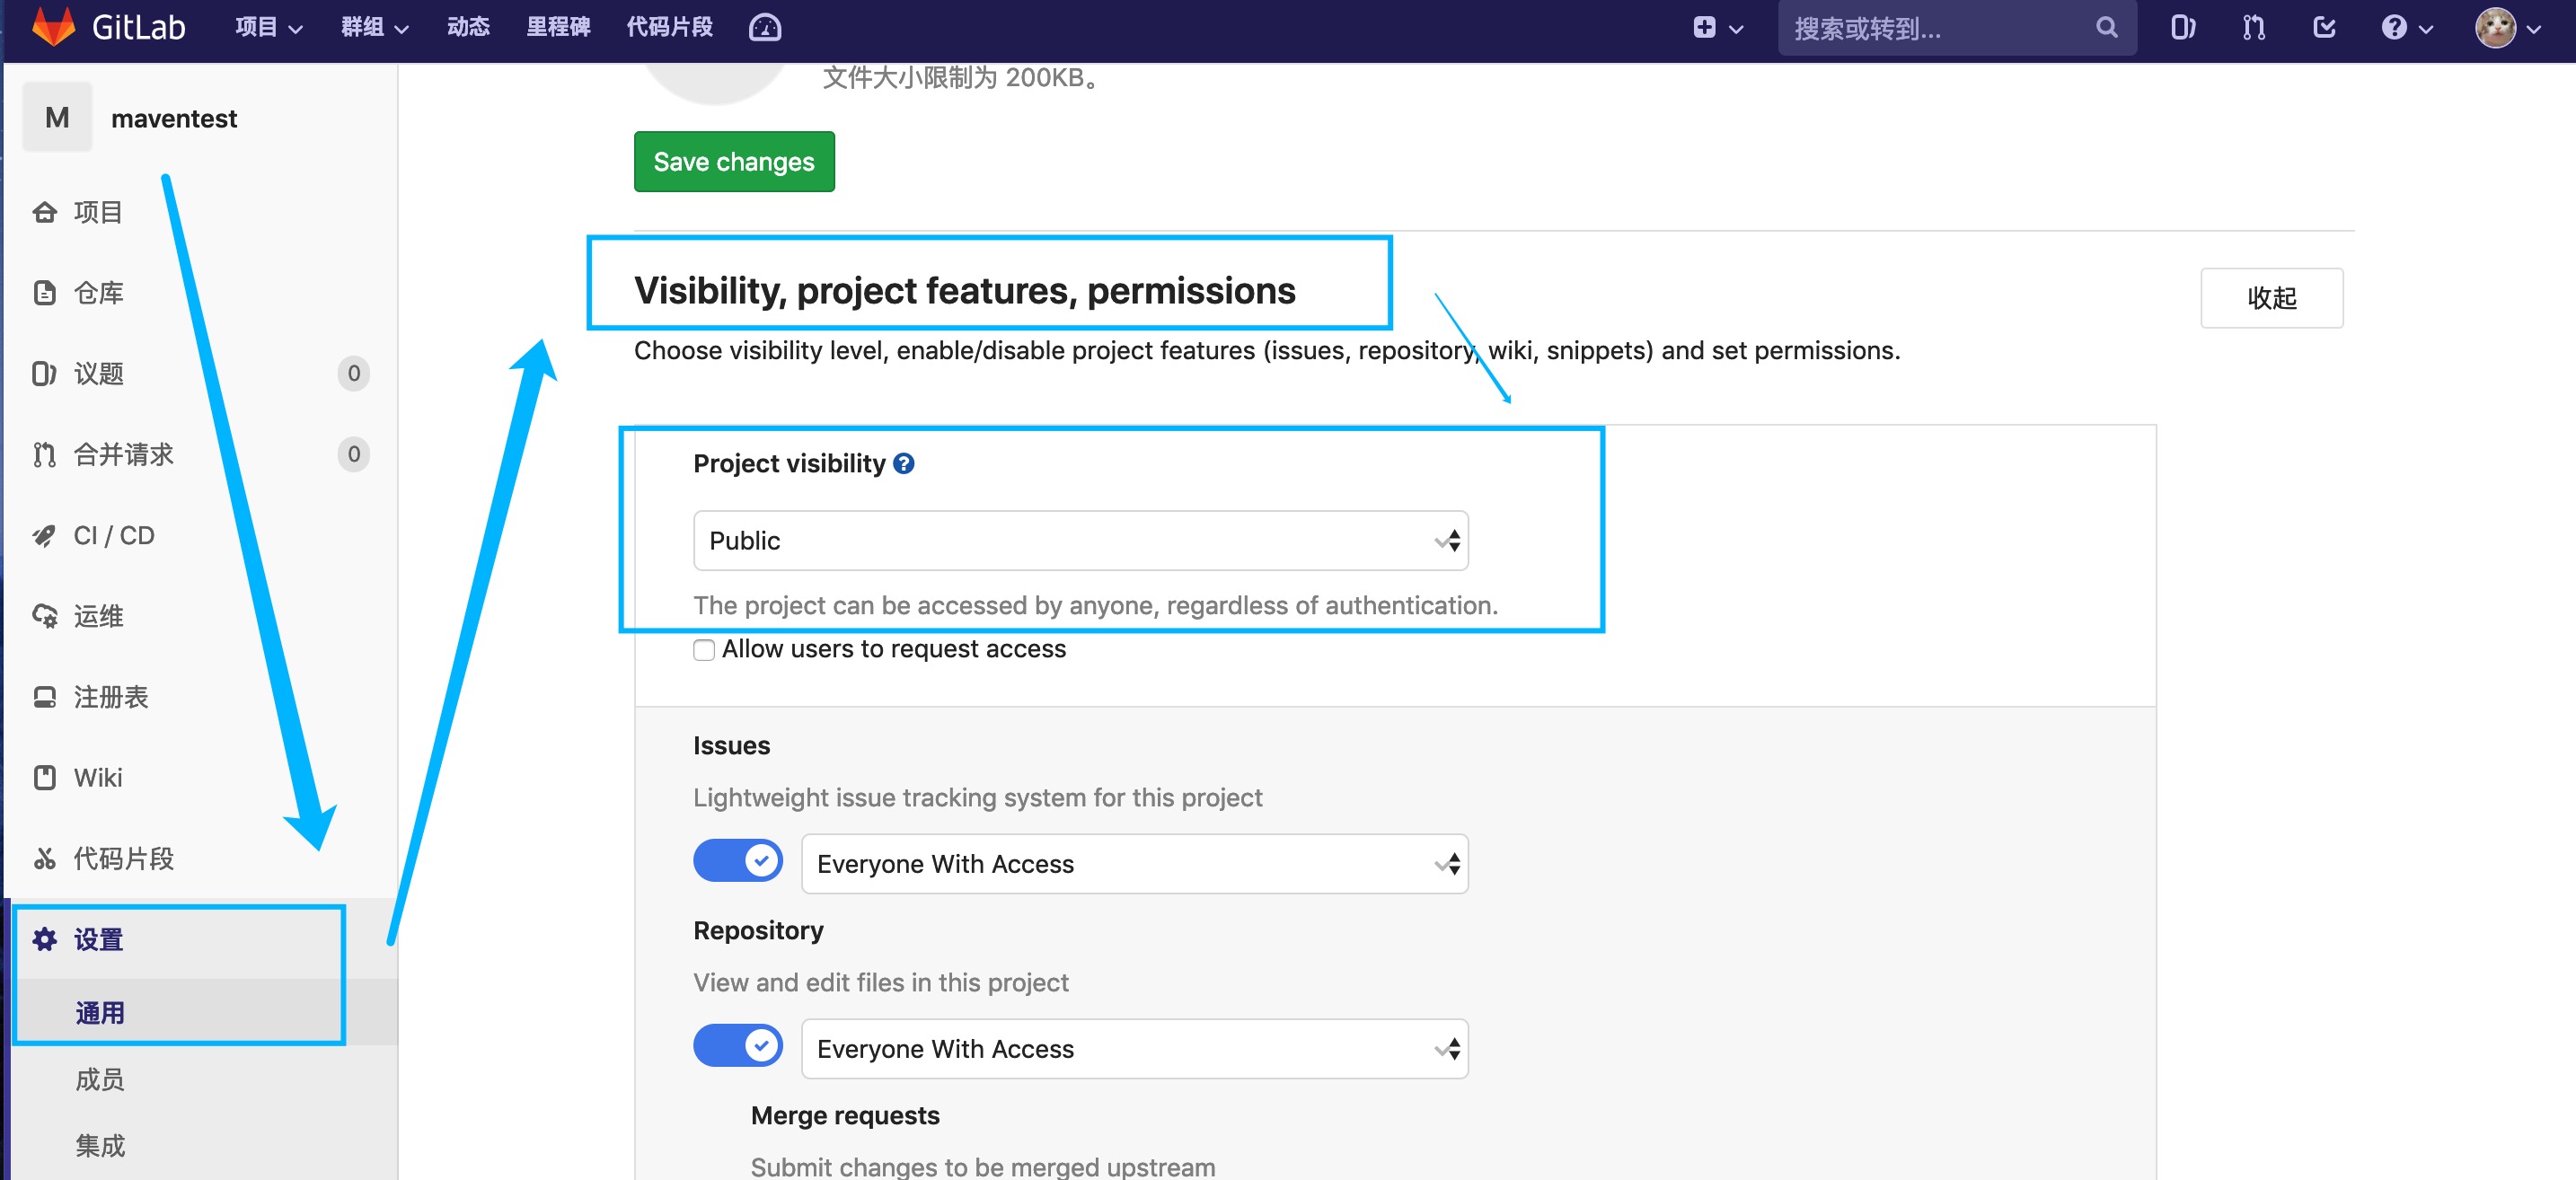 GitLab 项目 群组 动态 里程碑 代码片段 搜索或转到...
M maventest
项目
仓库
议题 0
合并请求 0
CI / CD
运维
注册表
Wiki
代码片段
设置
通用
成员
集成
文件大小限制为 200KB。
Save changes
Visibility, project features, permissions
收起
Choose visibility level, enable/disable project features (issues, repository, wiki, snippets) and set permissions.
Project visibility ?
Public
The project can be accessed by anyone, regardless of authentication.
Allow users to request access
Issues
Lightweight issue tracking system for this project
Everyone With Access
Repository
View and edit files in this project
Everyone With Access
Merge requests
Submit changes to be merged upstream